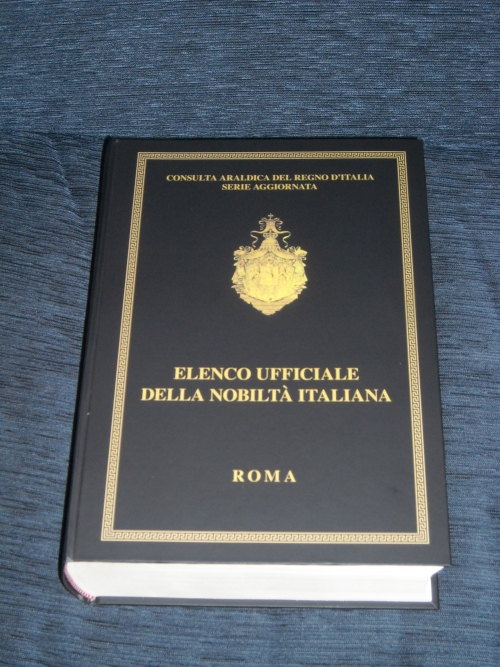 CONSULTA ARALDICA DEL REGNO D'ITALIA
SERIE AGGIORNATA
ELENCO UFFICIALE
DELLA NOBILTÀ ITALIANA
ROMA